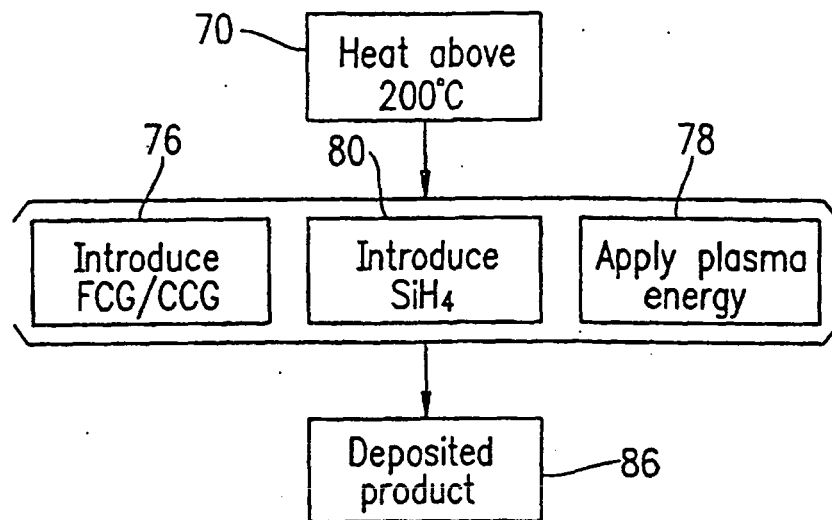 70
Heat above
200°C
76
80
78
Introduce
FCG/CCG
Introduce
SiH4
Apply plasma
energy
Deposited
product
86